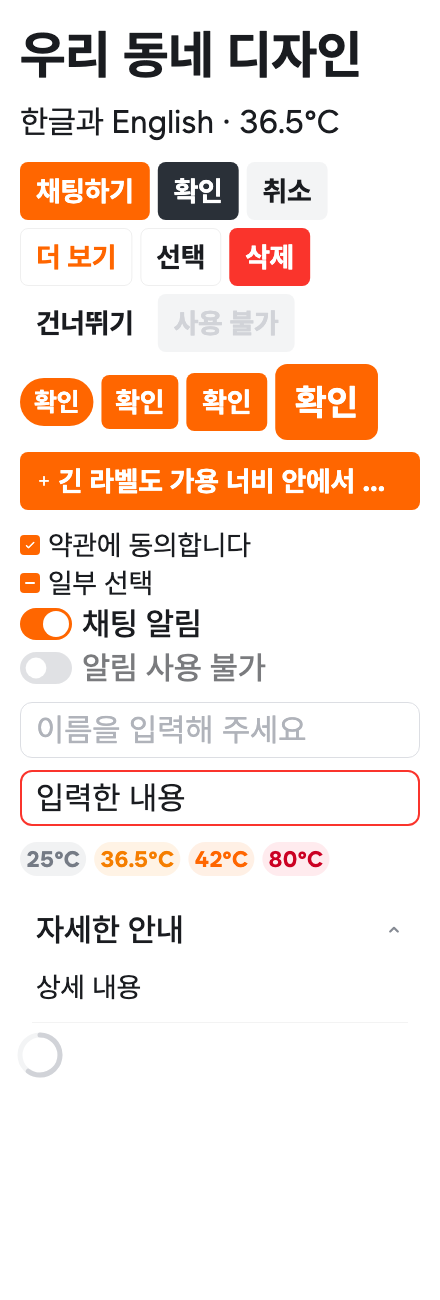 우리 동네 디자인
한글과 English · 36.5°C
채팅하기 확인 취소
더 보기 선택 삭제
건너뛰기 사용 불가
확인 확인 확인 확인
+ 긴 라벨도 가용 너비 안에서 ...
약관에 동의합니다
일부 선택
채팅 알림
알림 사용 불가
이름을 입력해 주세요
입력한 내용
25°C 36.5°C 42°C 80°C
자세한 안내
상세 내용